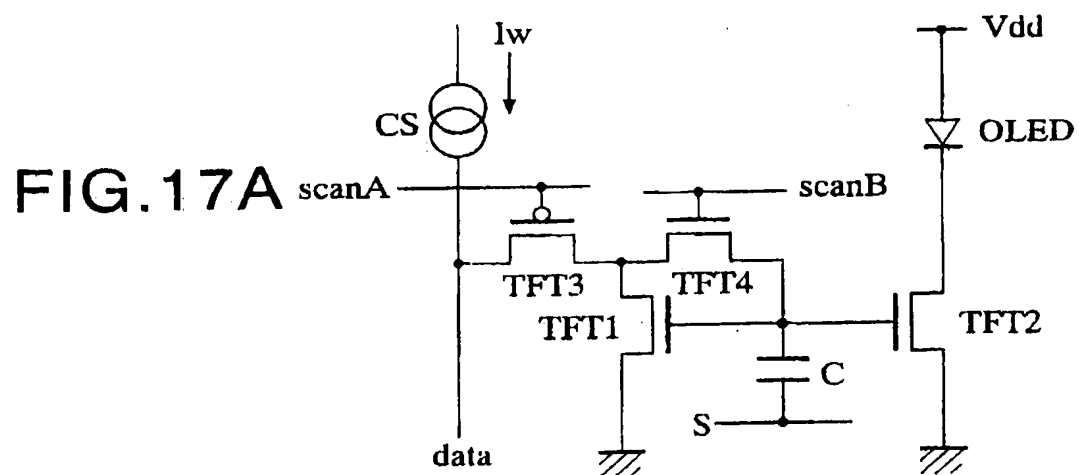 Iw
Vdd
CS
OLED
FIG.17A
scanA
scanB
TFT3
TFT4
TFT1
TFT2
C
S
data